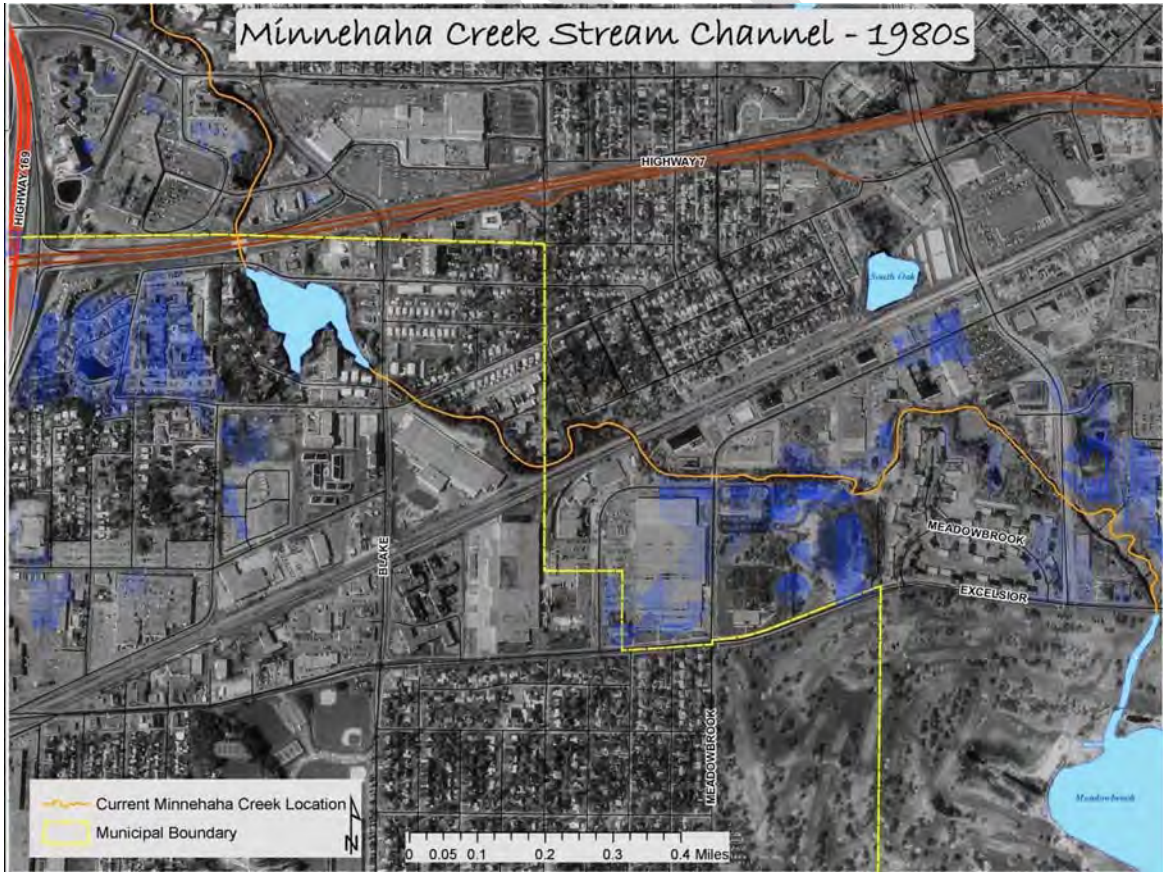 Minnehaha Creek Stream Channel - 1980s
HIGHWAY 169
HIGHWAY 7
South Oak
BLAKE
MEADOWBROOK
EXCELSIOR
MEADOWBROOK
Meadowbrook
Current Minnehaha Creek Location
Municipal Boundary
N
0 0.05 0.1 0.2 0.3 0.4 Miles